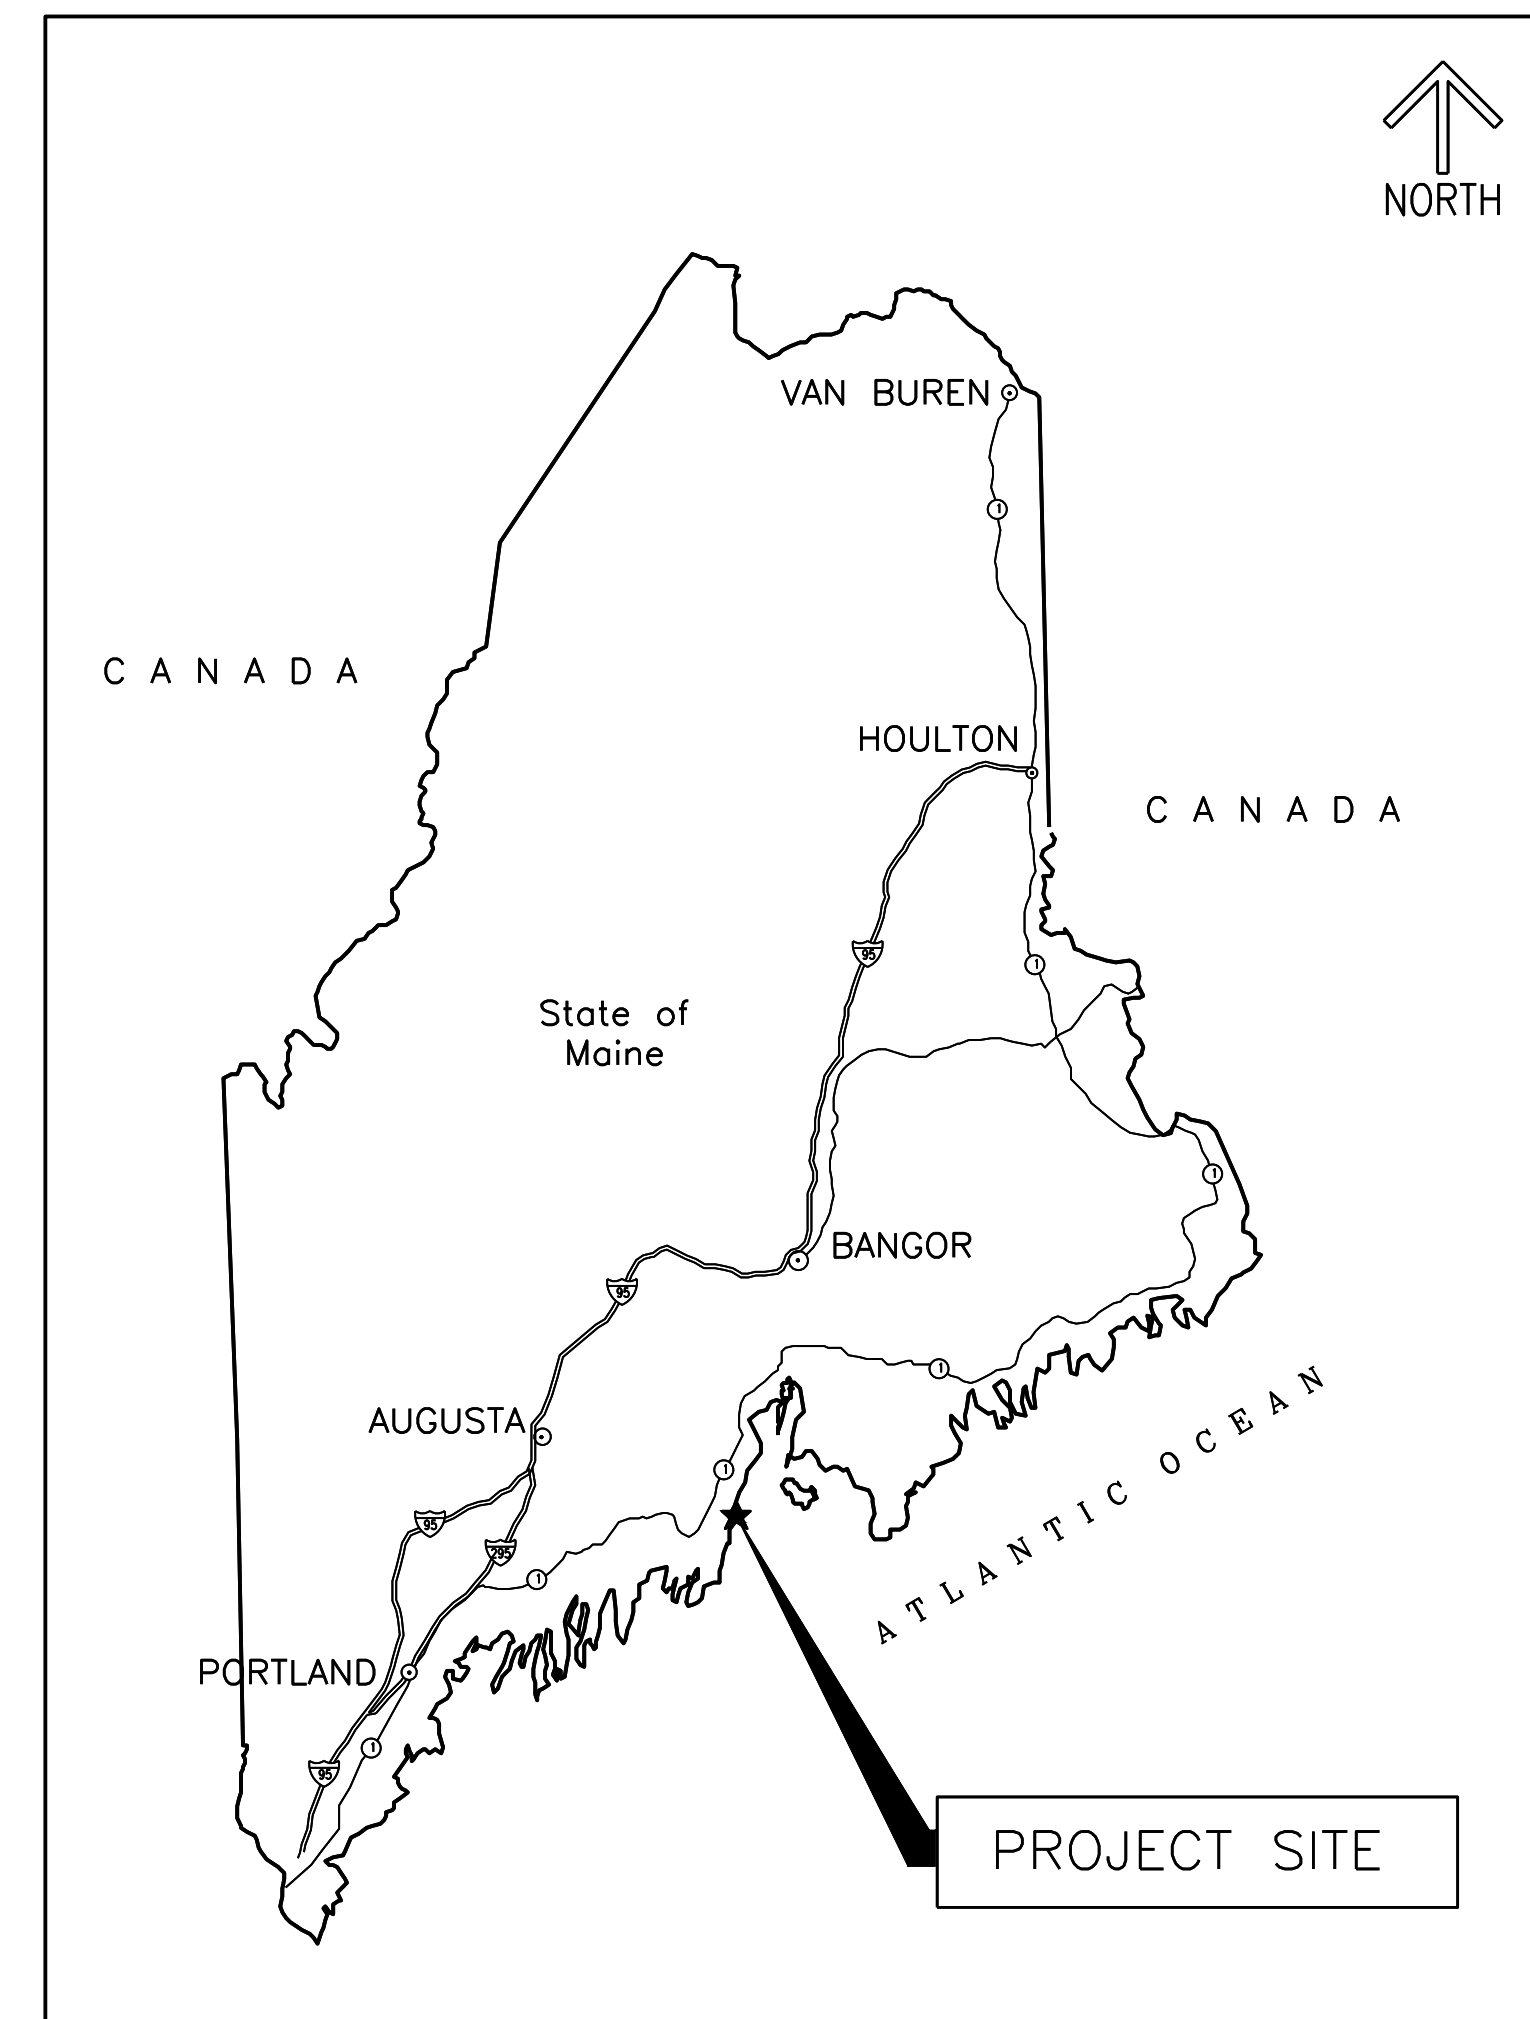 NORTH
VAN BUREN
1
CANADA
HOULTON
CANADA
95
1
State of
Maine
1
BANGOR
95
1
AUGUSTA
1
ATLANTIC OCEAN
95
295
1
PORTLAND
1
95
PROJECT SITE